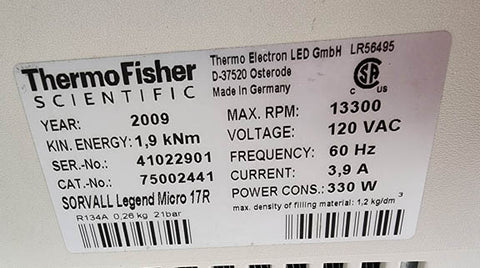 ThermoFisher
SCIENTIFIC
Thermo Electron LED GmbH LR56495
D-37520 Osterode
Made in Germany
C US
YEAR: 2009
KIN. ENERGY: 1,9 kNm
SER.-No.: 41022901
CAT.-No.: 75002441
SORVALL Legend Micro 17R
R134A 0,26 kg 21bar
MAX. RPM: 13300
VOLTAGE: 120 VAC
FREQUENCY: 60 Hz
CURRENT: 3,9 A
POWER CONS.: 330 W
max. density of filling material: 1,2 kg/dm³